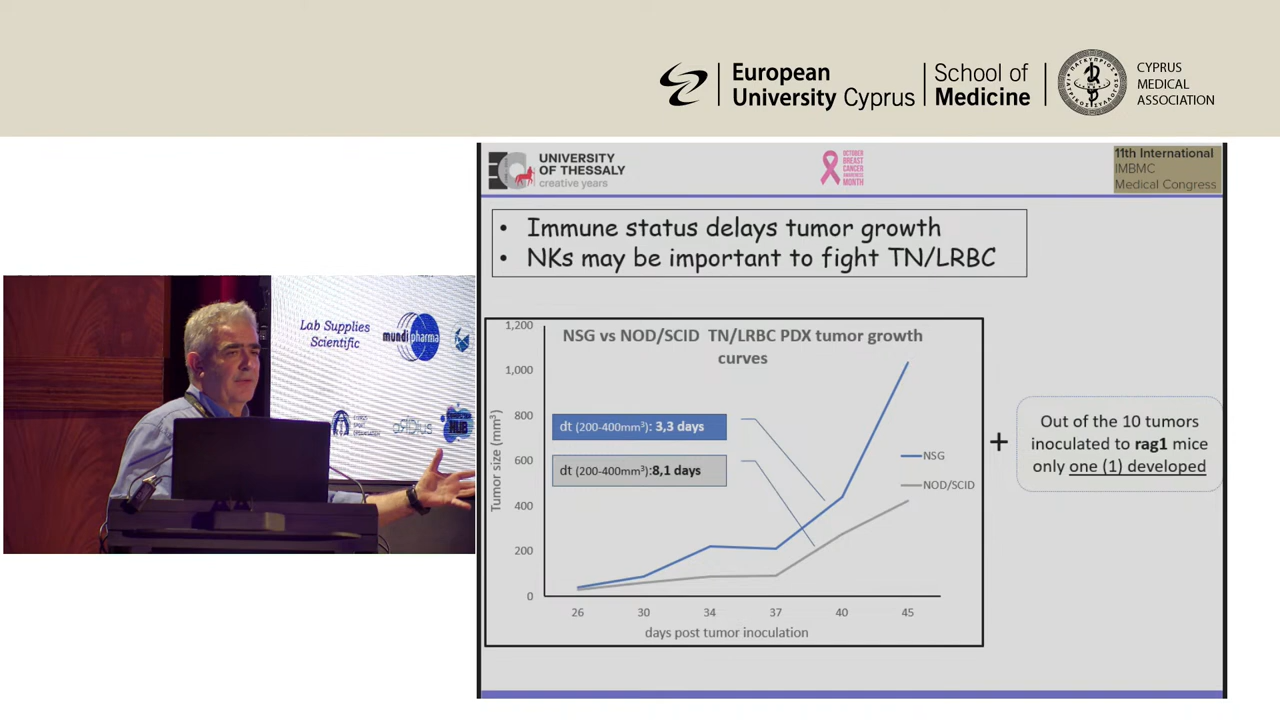 European
University Cyprus
School of
Medicine
CYPRUS
MEDICAL
ASSOCIATION
UNIVERSITY
OF THESSALY
creative years
OCTOBER
BREAST
CANCER
AWARENESS
MONTH
11th International
IMBMC
Medical Congress
• Immune status delays tumor growth
• NKs may be important to fight TN/LRBC
Lab Supplies
Scientific
mundipharma
HUB
NSG vs NOD/SCID TN/LRBC PDX tumor growth
curves
Tumor size (mm³)
1,200
1,000
800
600
400
200
0
dt (200-400mm³): 3,3 days
dt (200-400mm³):8,1 days
NSG
NOD/SCID
26 30 34 37 40 45
days post tumor inoculation
+
Out of the 10 tumors
inoculated to rag1 mice
only one (1) developed